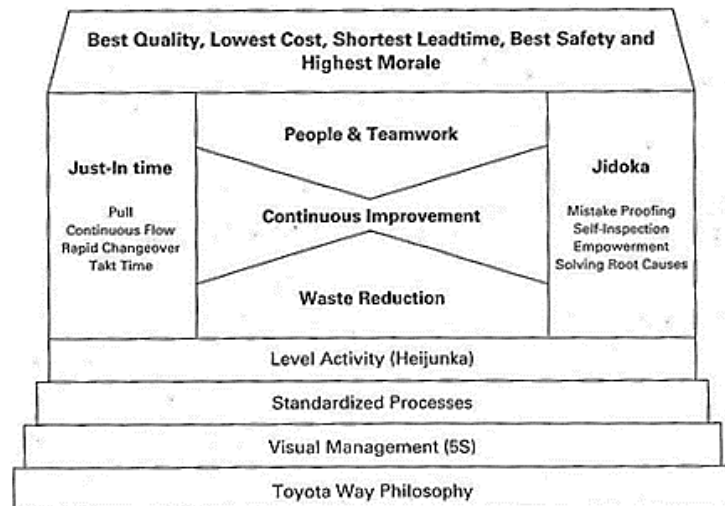 Best Quality, Lowest Cost, Shortest Leadtime, Best Safety and
Highest Morale
Just-In time
Pull
Continuous Flow
Rapid Changeover
Takt Time
People & Teamwork
Continuous Improvement
Waste Reduction
Jidoka
Mistake Proofing
Self-Inspection
Empowerment
Solving Root Causes
Level Activity (Heijunka)
Standardized Processes
Visual Management (5S)
Toyota Way Philosophy